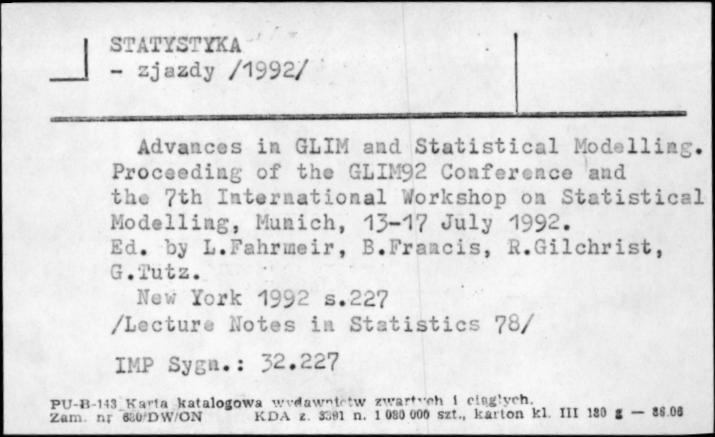 STATYSTYKA
- zjazdy /1992/
Advances in GLIM and Statistical Modelling.
Proceeding of the GLIM92 Conference and
the 7th International Workshop on Statistical
Modelling, Munich, 13-17 July 1992.
Ed. by L.Fahrmeir, B.Francis, R.Gilchrist,
G.Tutz.
New York 1992 s.227
/Lecture Notes in Statistics 78/
IMP Sygn.: 32.227
PU-B-143 Karta katalogowa wydawnictw zwartych i ciągłych.
Zam. nr 680/DW/ON KDA z. 3391 n. 1 080 000 szt., karton kl. III 180 g — 86.06